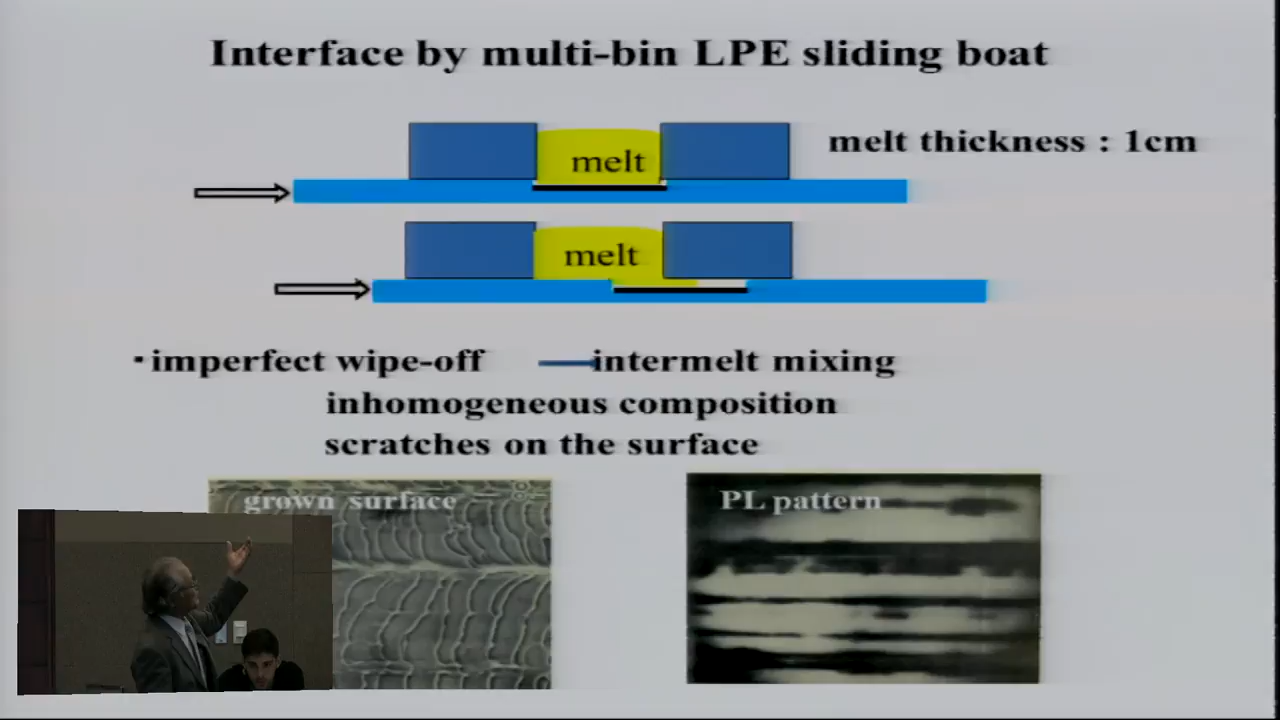 Interface by multi-bin LPE sliding boat
melt
melt thickness : 1cm
melt
・imperfect wipe-off
intermelt mixing
inhomogeneous composition
scratches on the surface
grown surface
PL pattern